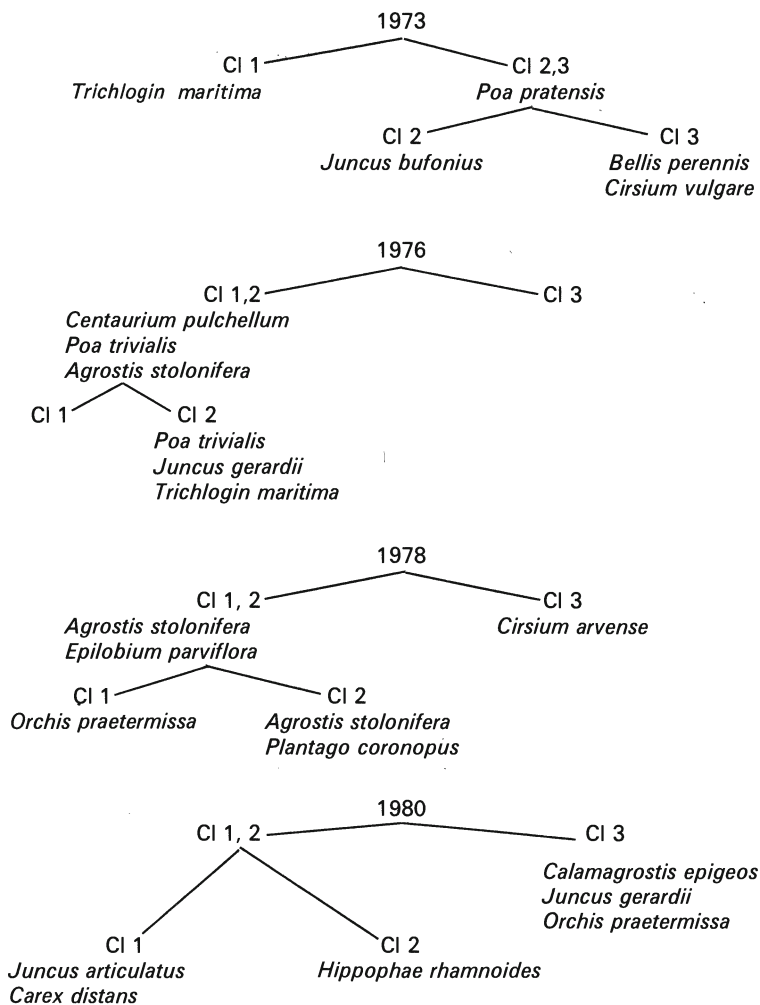 1973
Cl 1
Cl 2,3
Trichlogin maritima
Poa pratensis
Cl 2
Cl 3
Juncus bufonius
Bellis perennis
Cirsium vulgare
1976
Cl 1,2
Cl 3
Centaurium pulchellum
Poa trivialis
Agrostis stolonifera
Cl 1
Cl 2
Poa trivialis
Juncus gerardii
Trichlogin maritima
1978
Cl 1, 2
Cl 3
Agrostis stolonifera
Cirsium arvense
Epilobium parviflora
Cl 1
Cl 2
Orchis praetermissa
Agrostis stolonifera
Plantago coronopus
1980
Cl 1, 2
Cl 3
Calamagrostis epigeos
Juncus gerardii
Orchis praetermissa
Cl 1
Cl 2
Juncus articulatus
Hippophae rhamnoides
Carex distans